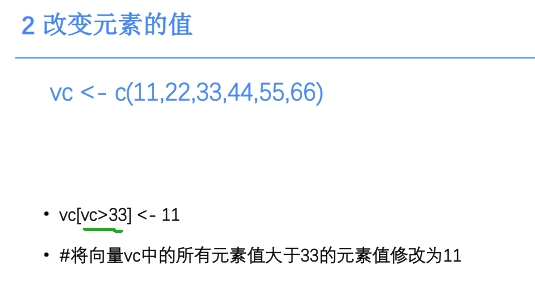 2 改变元素的值
vc <- c(11,22,33,44,55,66)
• vc[vc>33] <- 11
• #将向量vc中的所有元素值大于33的元素值修改为11